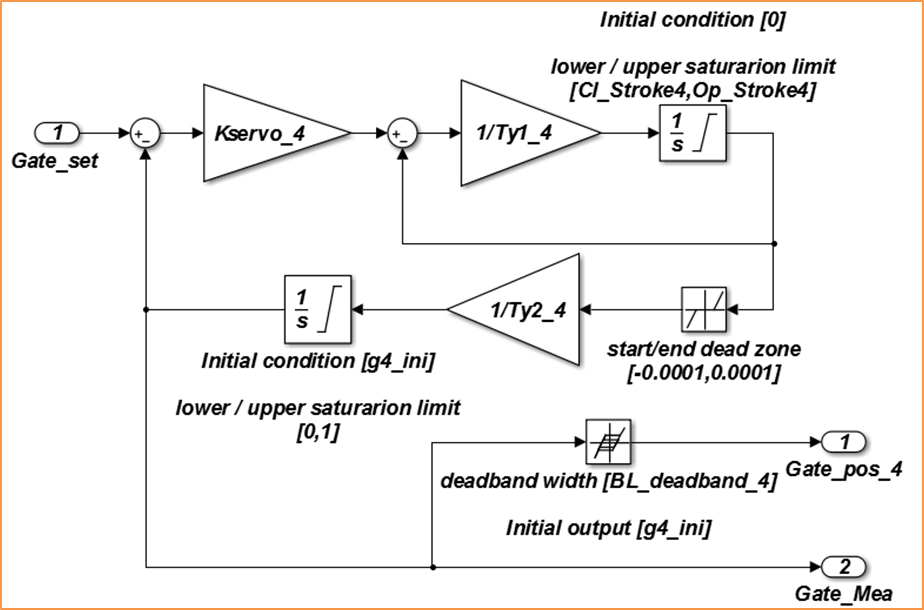 Initial condition [0]
lower / upper saturarion limit
[Cl_Stroke4,Op_Stroke4]
1
Gate_set
+
−
Kservo_4
+
−
1/Ty1_4
1
s
1
s
1/Ty2_4
Initial condition [g4_ini]
start/end dead zone
[-0.0001,0.0001]
lower / upper saturarion limit
[0,1]
1
Gate_pos_4
deadband width [BL_deadband_4]
Initial output [g4_ini]
2
Gate_Mea